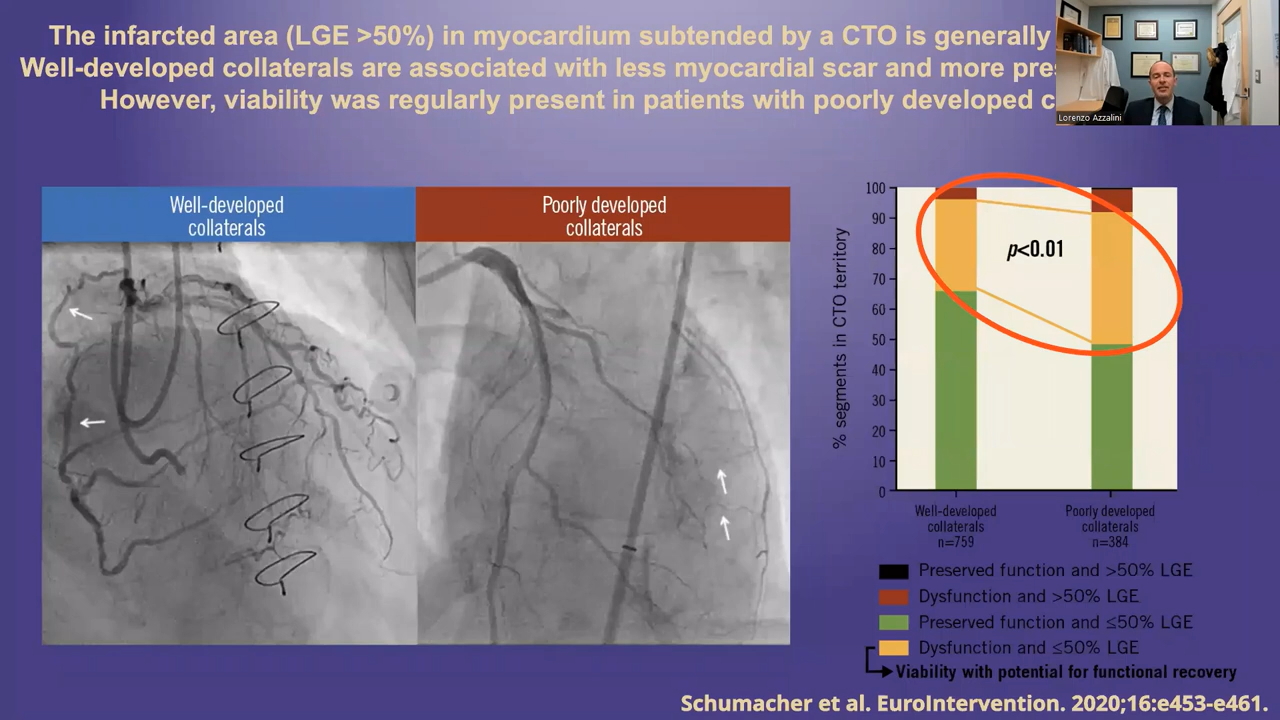 The infarcted area (LGE >50%) in myocardium subtended by a CTO is generally
Well-developed collaterals are associated with less myocardial scar and more
However, viability was regularly present in patients with poorly developed
Lorenzo Azzalini
Well-developed
collaterals
Poorly developed
collaterals
% segments in CTO territory
100
90
80
70
60
50
40
30
20
10
0
p<0.01
Well-developed
collaterals
n=759
Poorly developed
collaterals
n=384
Preserved function and >50% LGE
Dysfunction and >50% LGE
Preserved function and ≤50% LGE
Dysfunction and ≤50% LGE
Viability with potential for functional recovery
Schumacher et al. EuroIntervention. 2020;16:e453-e461.